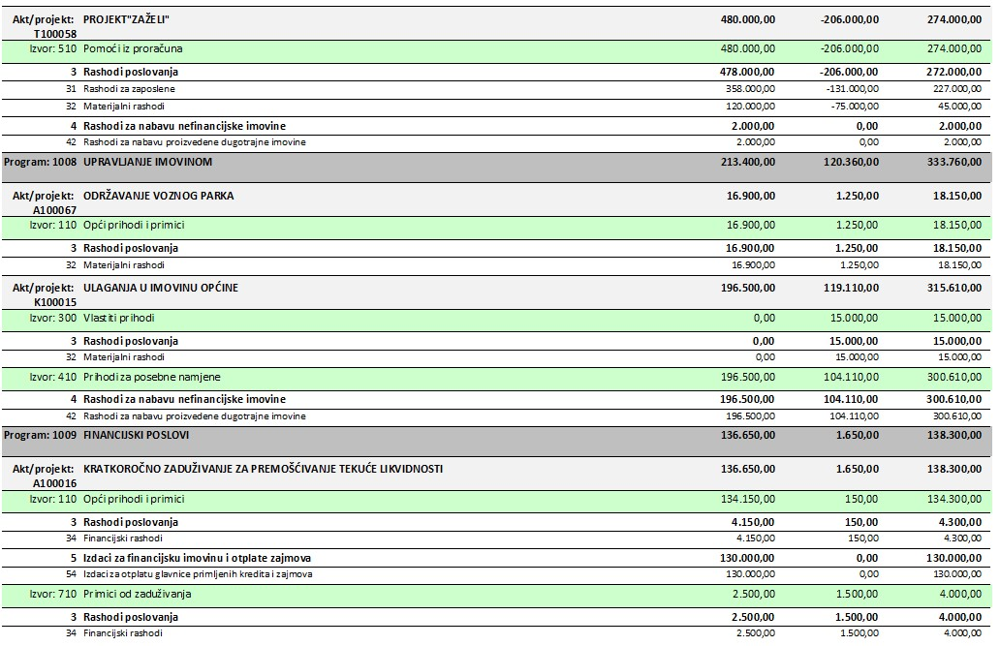 Akt/projekt: PROJEKT"ZAŽELI" 480.000,00 -206.000,00 274.000,00
T100058
Izvor: 510 Pomoći iz proračuna 480.000,00 -206.000,00 274.000,00
3 Rashodi poslovanja 478.000,00 -206.000,00 272.000,00
31 Rashodi za zaposlene 358.000,00 -131.000,00 227.000,00
32 Materijalni rashodi 120.000,00 -75.000,00 45.000,00
4 Rashodi za nabavu nefinancijske imovine 2.000,00 0,00 2.000,00
42 Rashodi za nabavu proizvedene dugotrajne imovine 2.000,00 0,00 2.000,00
Program: 1008 UPRAVLJANJE IMOVINOM 213.400,00 120.360,00 333.760,00
Akt/projekt: ODRŽAVANJE VOZNOG PARKA 16.900,00 1.250,00 18.150,00
A100067
Izvor: 110 Opći prihodi i primici 16.900,00 1.250,00 18.150,00
3 Rashodi poslovanja 16.900,00 1.250,00 18.150,00
32 Materijalni rashodi 16.900,00 1.250,00 18.150,00
Akt/projekt: ULAGANJA U IMOVINU OPĆINE 196.500,00 119.110,00 315.610,00
K100015
Izvor: 300 Vlastiti prihodi 0,00 15.000,00 15.000,00
3 Rashodi poslovanja 0,00 15.000,00 15.000,00
32 Materijalni rashodi 0,00 15.000,00 15.000,00
Izvor: 410 Prihodi za posebne namjene 196.500,00 104.110,00 300.610,00
4 Rashodi za nabavu nefinancijske imovine 196.500,00 104.110,00 300.610,00
42 Rashodi za nabavu proizvedene dugotrajne imovine 196.500,00 104.110,00 300.610,00
Program: 1009 FINANCIJSKI POSLOVI 136.650,00 1.650,00 138.300,00
Akt/projekt: KRATKOROČNO ZADUŽIVANJE ZA PREMOŠĆIVANJE TEKUĆE LIKVIDNOSTI 136.650,00 1.650,00 138.300,00
A100016
Izvor: 110 Opći prihodi i primici 134.150,00 150,00 134.300,00
3 Rashodi poslovanja 4.150,00 150,00 4.300,00
34 Financijski rashodi 4.150,00 150,00 4.300,00
5 Izdaci za financijsku imovinu i otplate zajmova 130.000,00 0,00 130.000,00
54 Izdaci za otplatu glavnice primljenih kredita i zajmova 130.000,00 0,00 130.000,00
Izvor: 710 Primici od zaduživanja 2.500,00 1.500,00 4.000,00
3 Rashodi poslovanja 2.500,00 1.500,00 4.000,00
34 Financijski rashodi 2.500,00 1.500,00 4.000,00